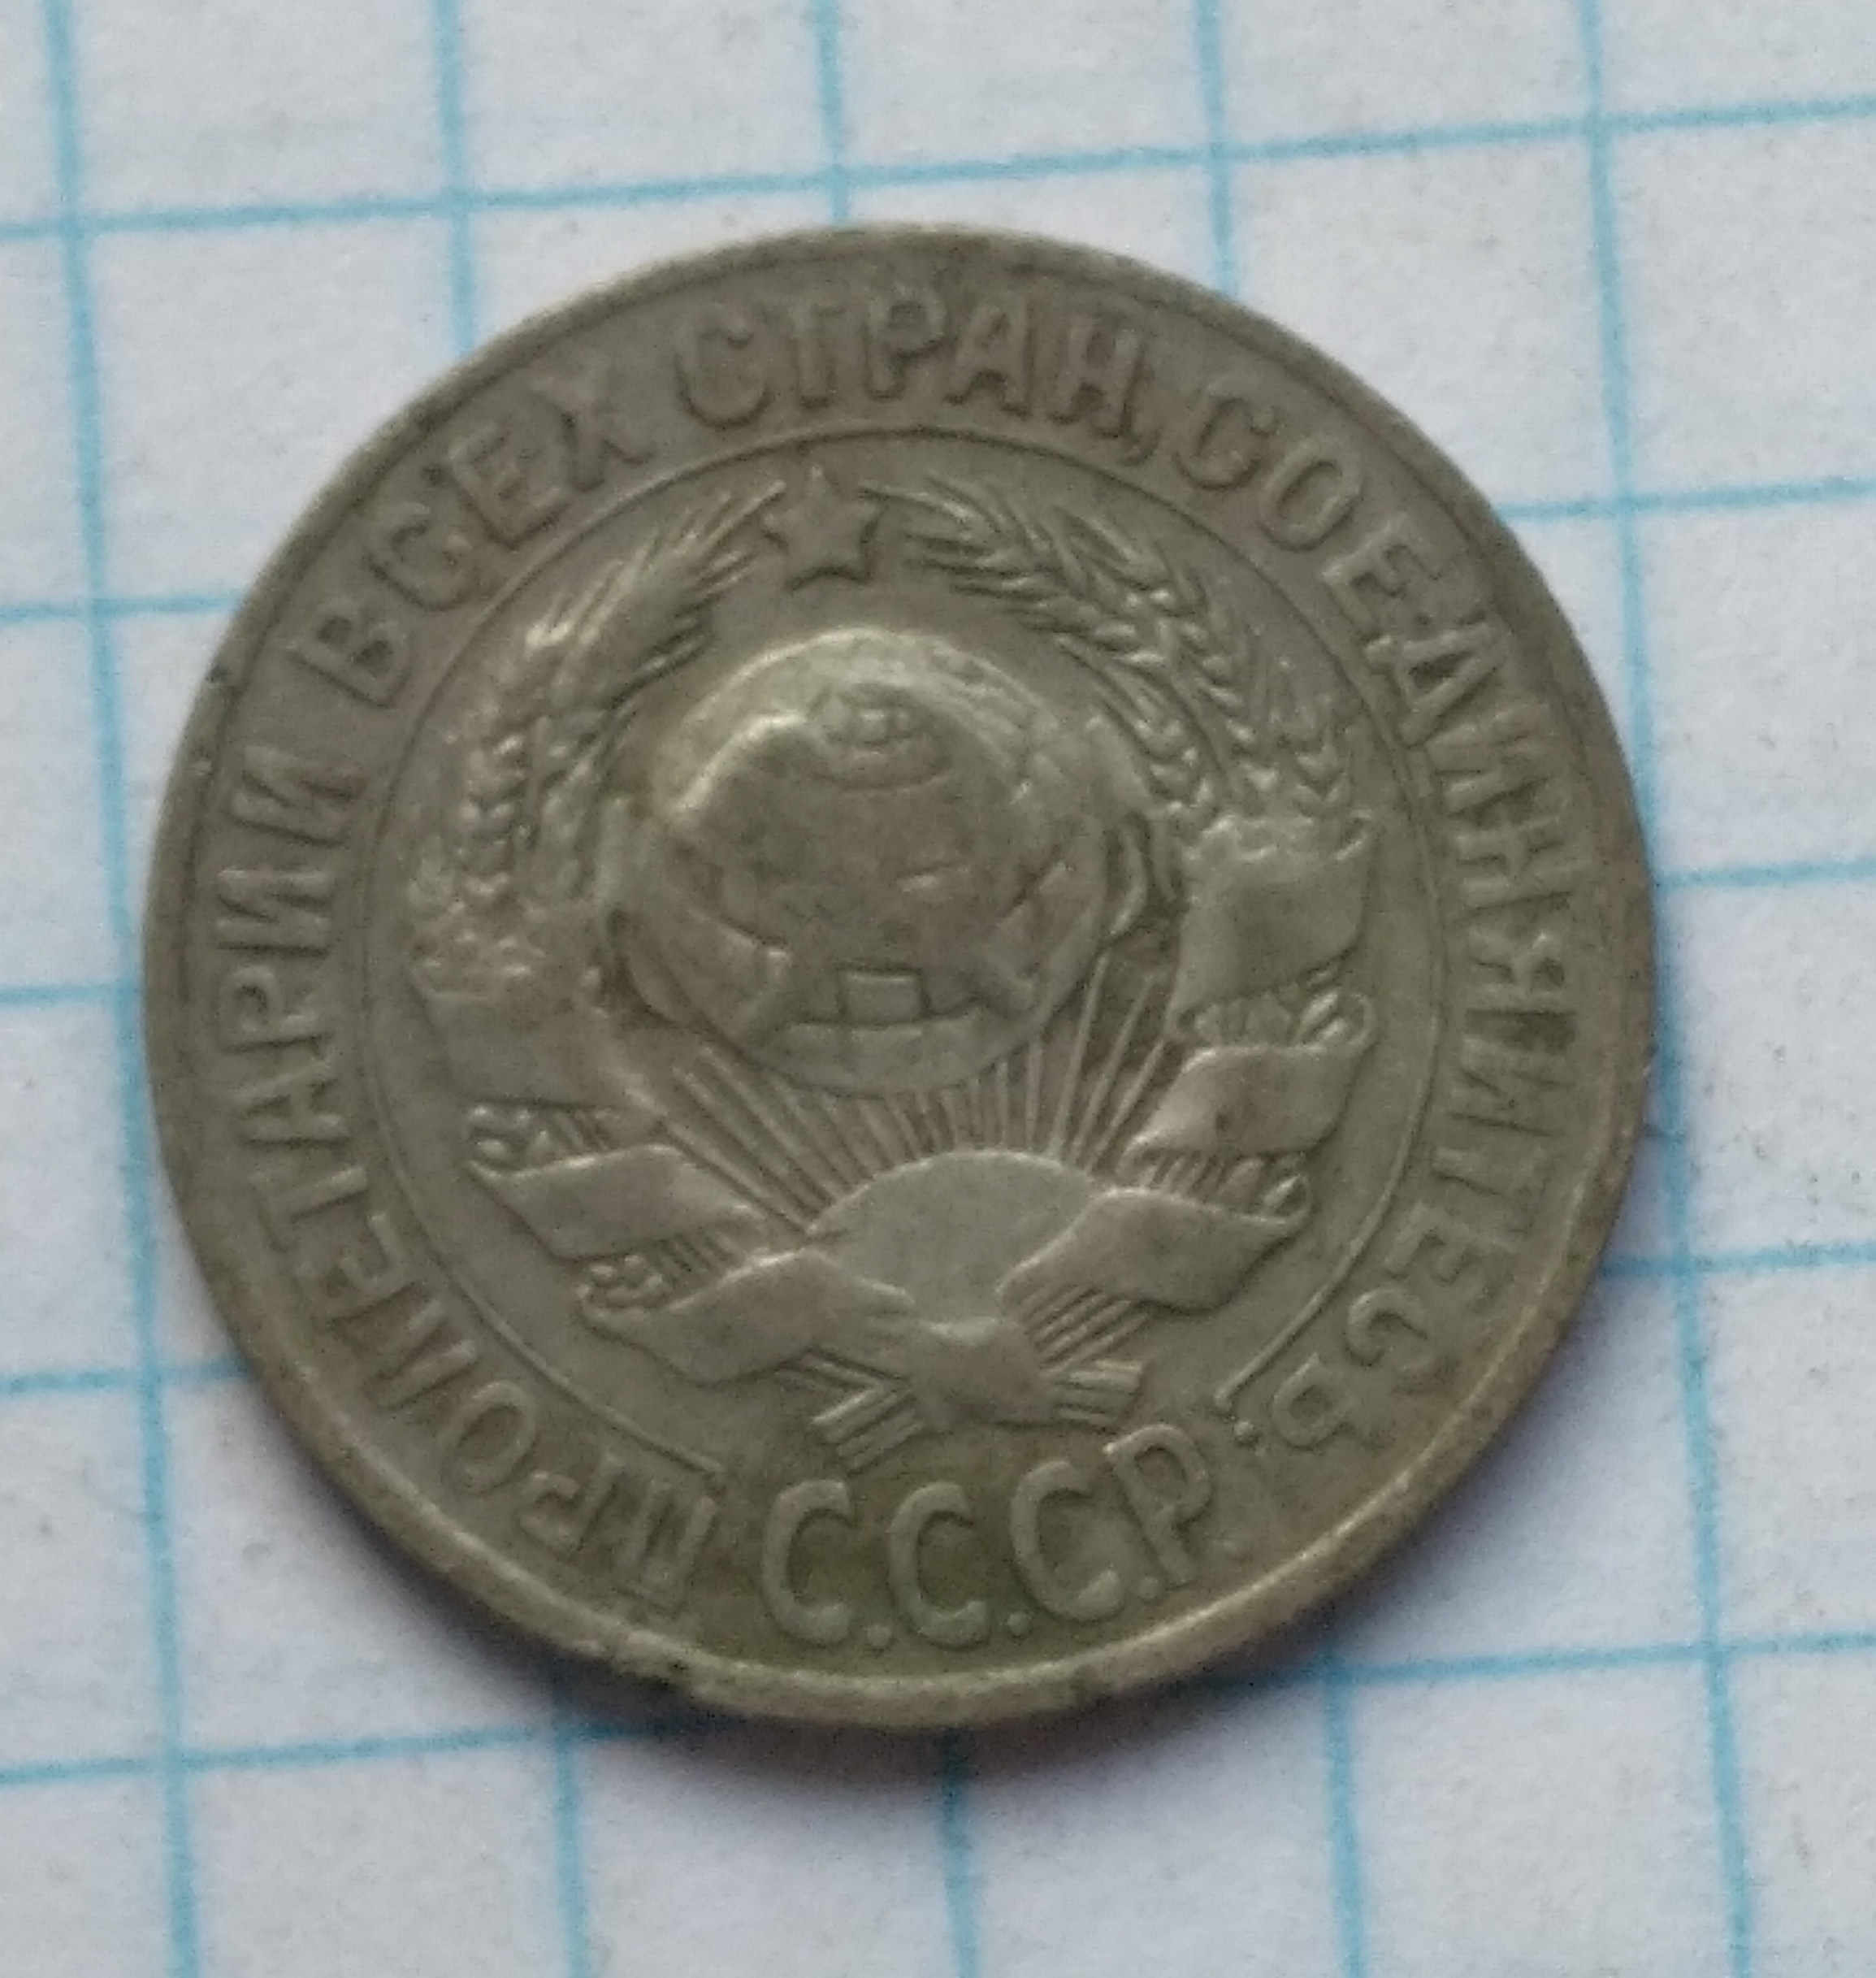 ПРОЛЕТАРИИ ВСЕХ СТРАН, СОЕДИНЯЙТЕСЬ!
С.С.С.Р.